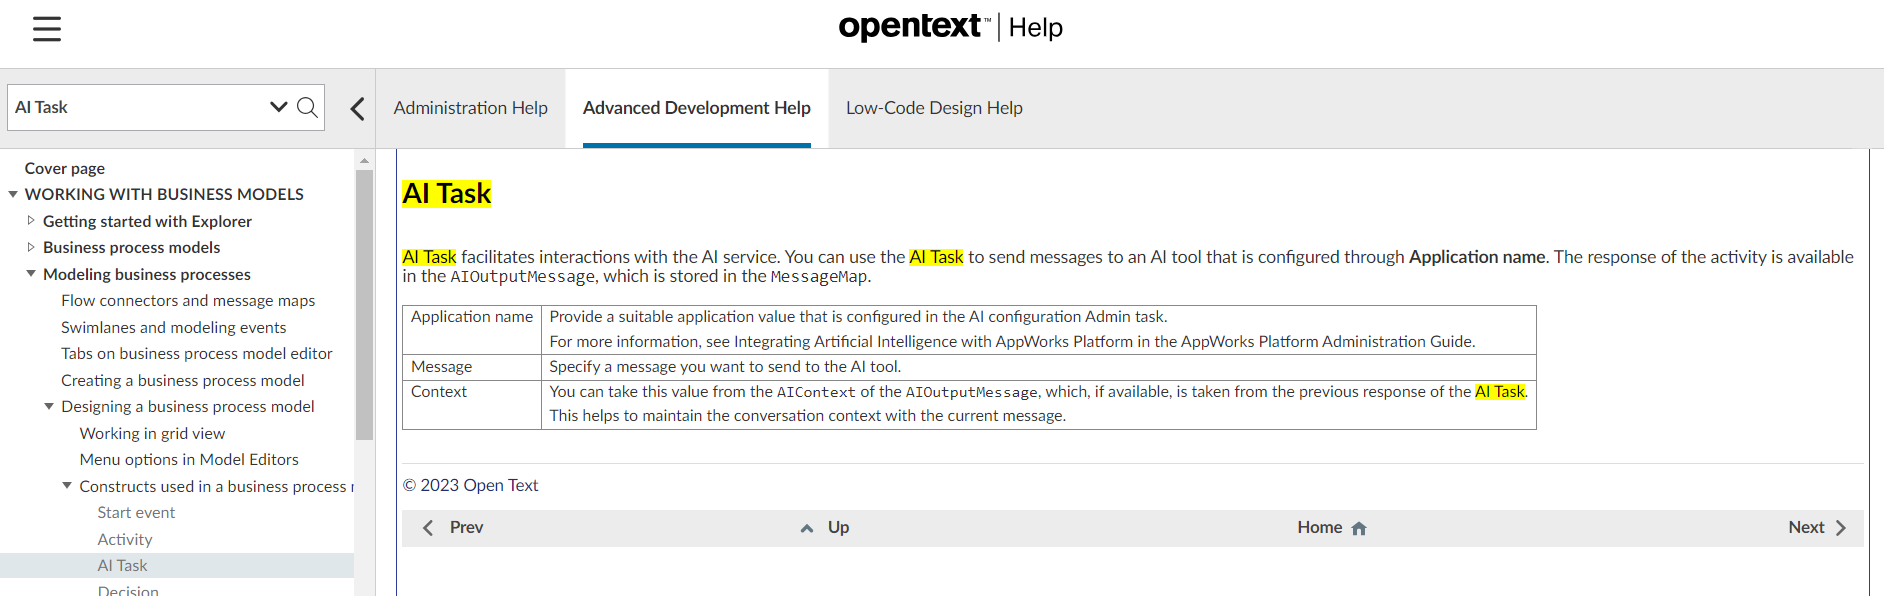 opentext™ | Help
AI Task
Administration Help
Advanced Development Help
Low-Code Design Help
Cover page
WORKING WITH BUSINESS MODELS
Getting started with Explorer
Business process models
Modeling business processes
Flow connectors and message maps
Swimlanes and modeling events
Tabs on business process model editor
Creating a business process model
Designing a business process model
Working in grid view
Menu options in Model Editors
Constructs used in a business process
Start event
Activity
AI Task
Decision
AI Task
AI Task facilitates interactions with the AI service. You can use the AI Task to send messages to an AI tool that is configured through Application name. The response of the activity is available
in the AIOutputMessage, which is stored in the MessageMap.
Application name
Provide a suitable application value that is configured in the AI configuration Admin task.
For more information, see Integrating Artificial Intelligence with AppWorks Platform in the AppWorks Platform Administration Guide.
Message
Specify a message you want to send to the AI tool.
Context
You can take this value from the AIContext of the AIOutputMessage, which, if available, is taken from the previous response of the AI Task.
This helps to maintain the conversation context with the current message.
© 2023 Open Text
Prev
Up
Home
Next